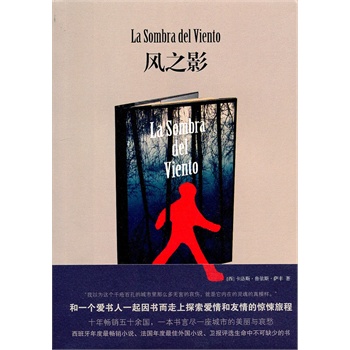 La Sombra del Viento
风之影
La Sombra
del
Viento
[西] 卡洛斯·鲁依斯·萨丰 著
和一个爱书人一起因书而走上探索爱情和友情的惊悚旅程
十年畅销五十余国，一本书言尽一座城市的美丽与哀愁
西班牙年度最畅销小说、法国年度最佳外国小说、卫报评选生命中不可缺少的书